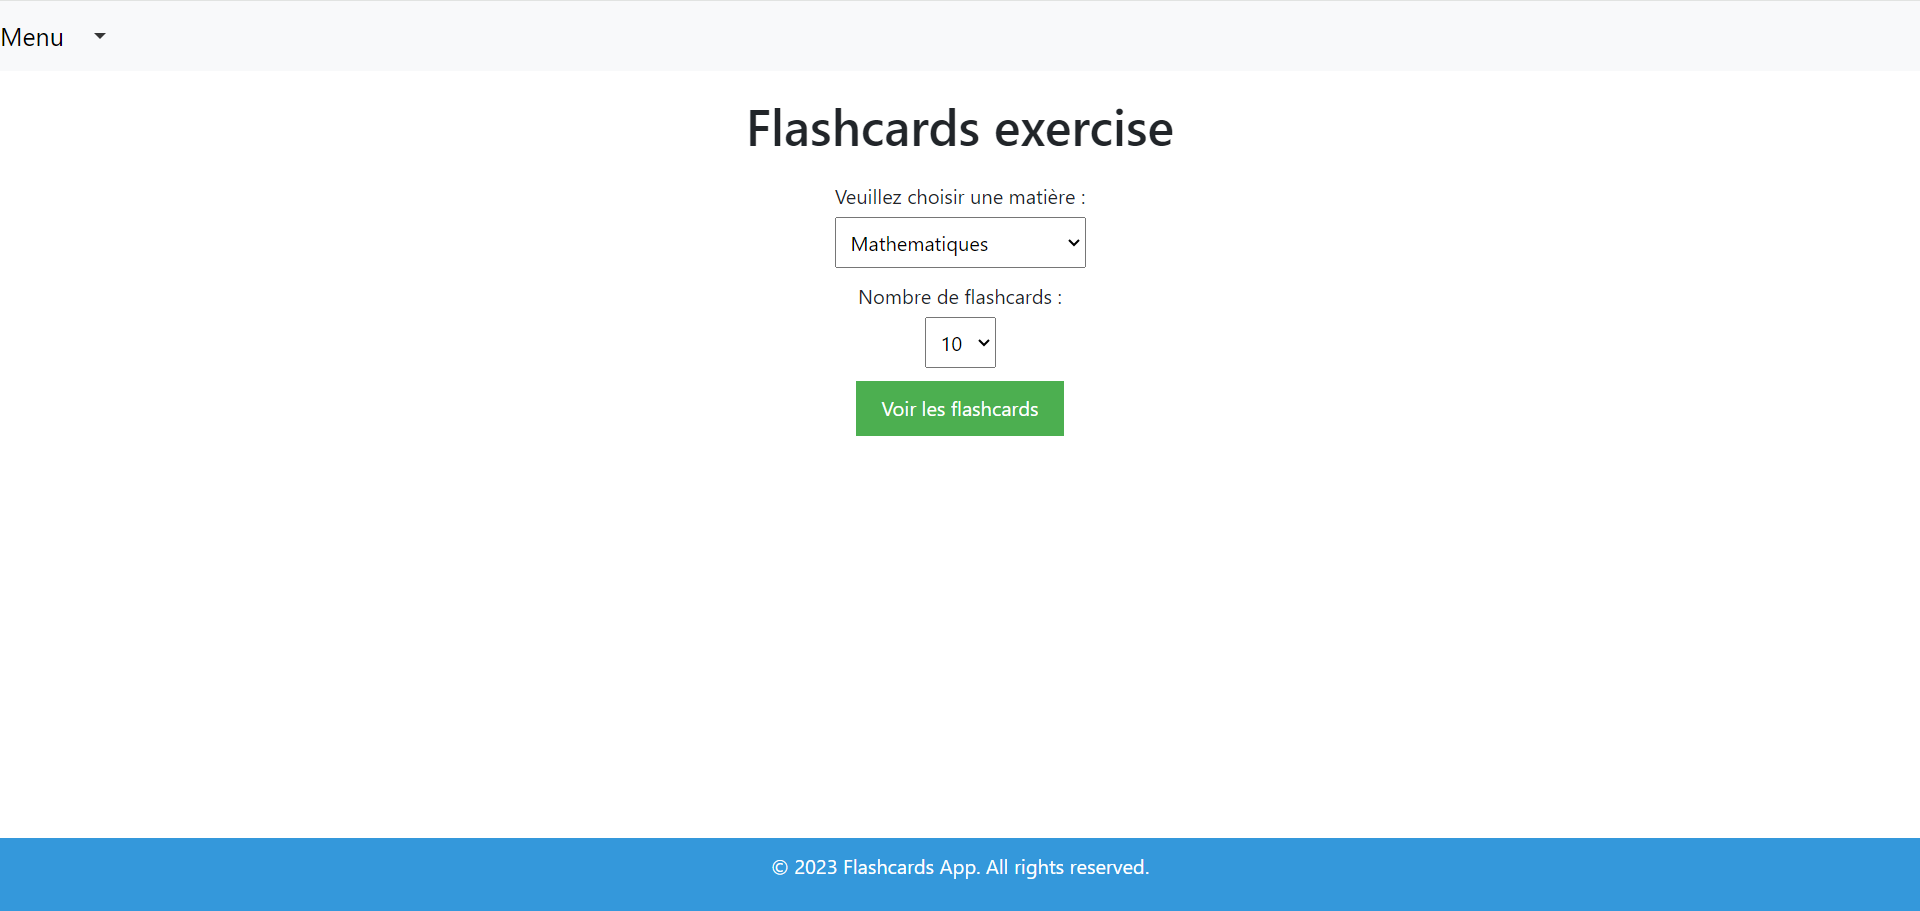 Menu
Flashcards exercise
Veuillez choisir une matière :
Mathematiques
Nombre de flashcards :
10
Voir les flashcards
© 2023 Flashcards App. All rights reserved.